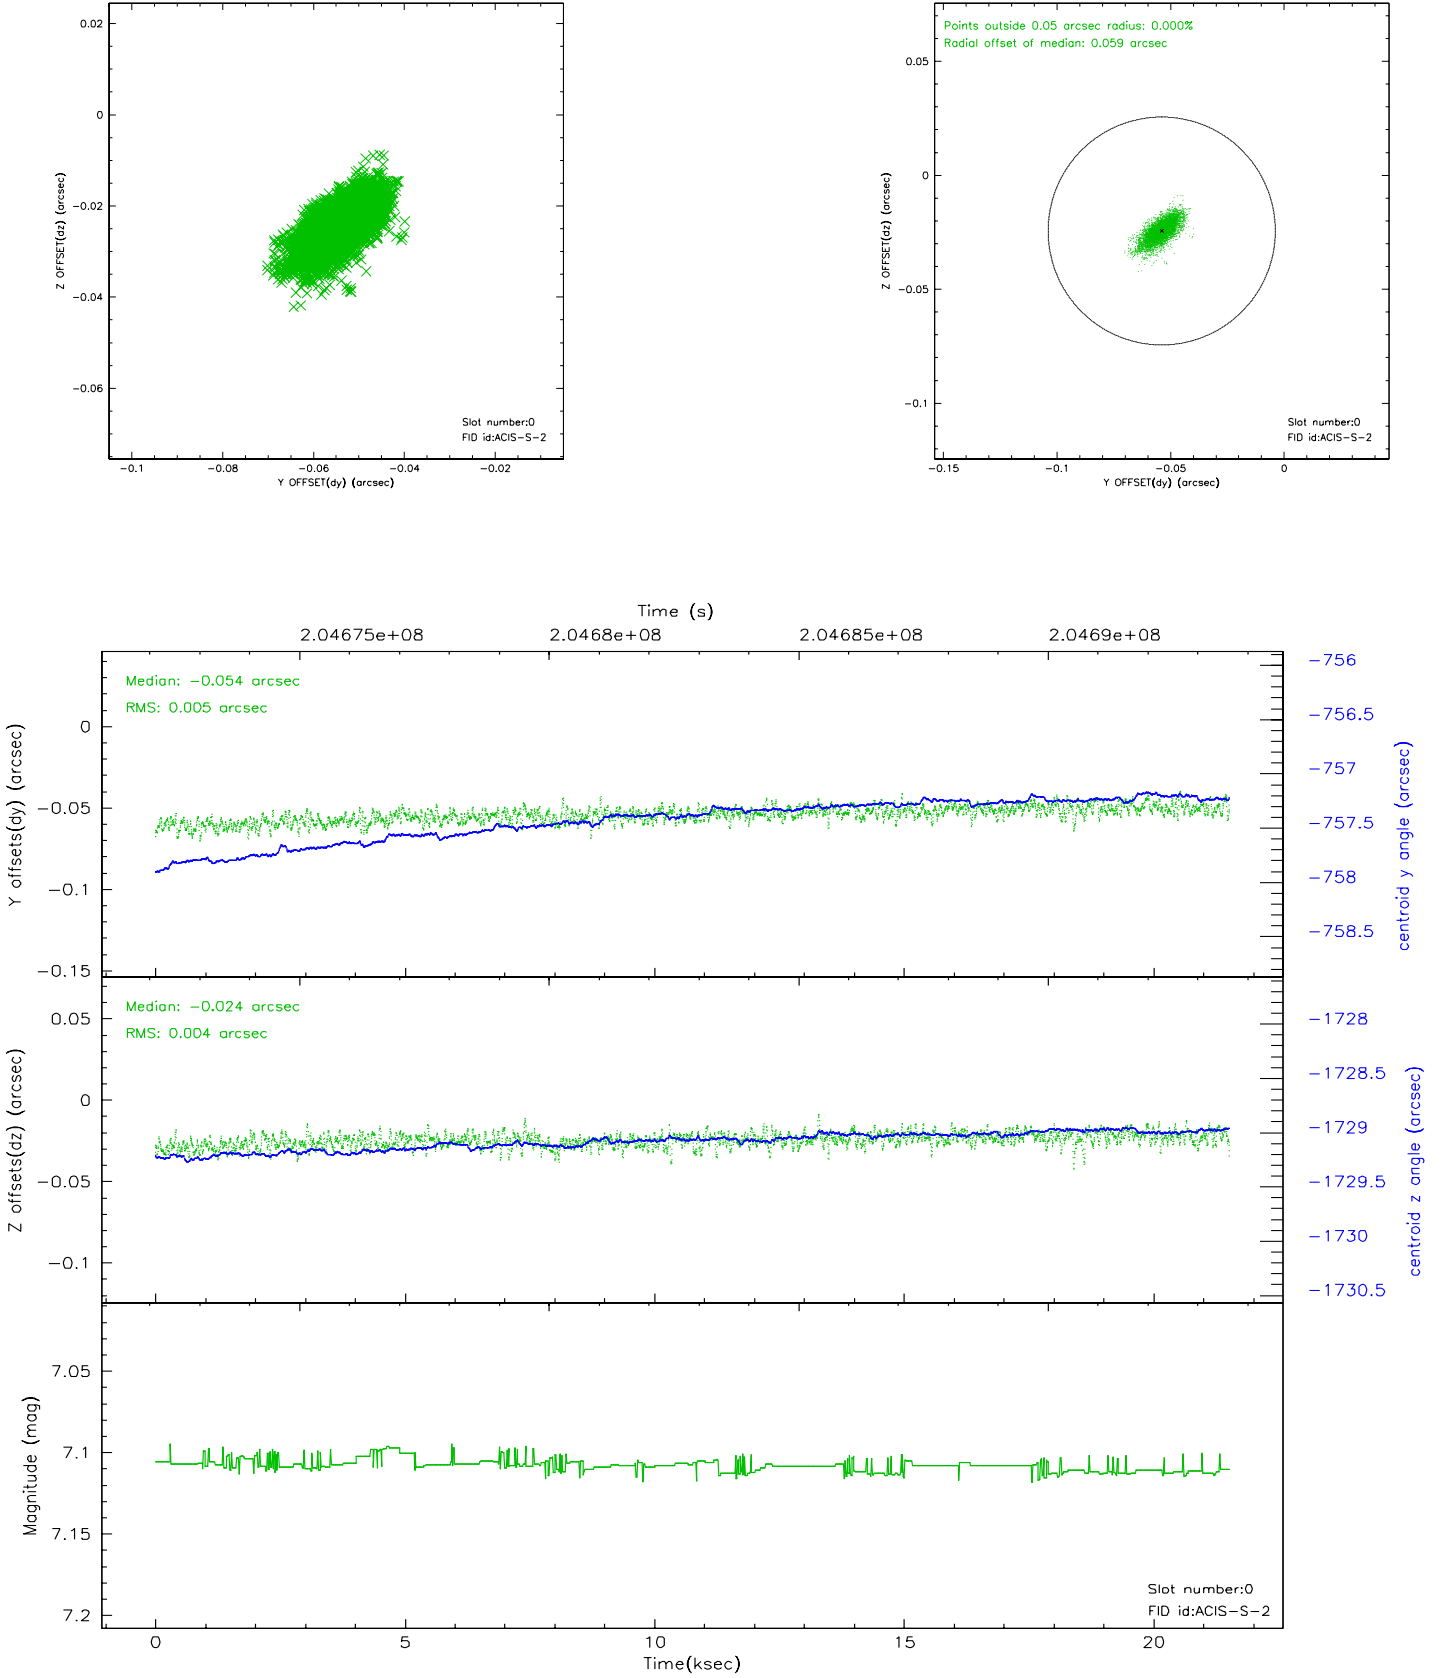 0.02
0
−0.02
−0.04
−0.06
Z OFFSET(dz) (arcsec)
Slot number:0
FID id:ACIS−S−2
−0.1
−0.08
−0.06
−0.04
−0.02
Y OFFSET(dy) (arcsec)
Points outside 0.05 arcsec radius: 0.000%
Radial offset of median: 0.059 arcsec
0.05
0
−0.05
−0.1
Z OFFSET(dz) (arcsec)
Slot number:0
FID id:ACIS−S−2
−0.15
−0.1
−0.05
0
Y OFFSET(dy) (arcsec)
Time (s)
2.04675e+08
2.0468e+08
2.04685e+08
2.0469e+08
Median: −0.054 arcsec
RMS: 0.005 arcsec
0
−0.05
−0.1
−0.15
Y offsets(dy) (arcsec)
−756
−756.5
−757
−757.5
−758
−758.5
centroid y angle (arcsec)
Median: −0.024 arcsec
RMS: 0.004 arcsec
0.05
0
−0.05
−0.1
Z offsets(dz) (arcsec)
−1728
−1728.5
−1729
−1729.5
−1730
−1730.5
centroid z angle (arcsec)
7.05
7.1
7.15
7.2
Magnitude (mag)
Slot number:0
FID id:ACIS−S−2
0
5
10
15
20
Time(ksec)